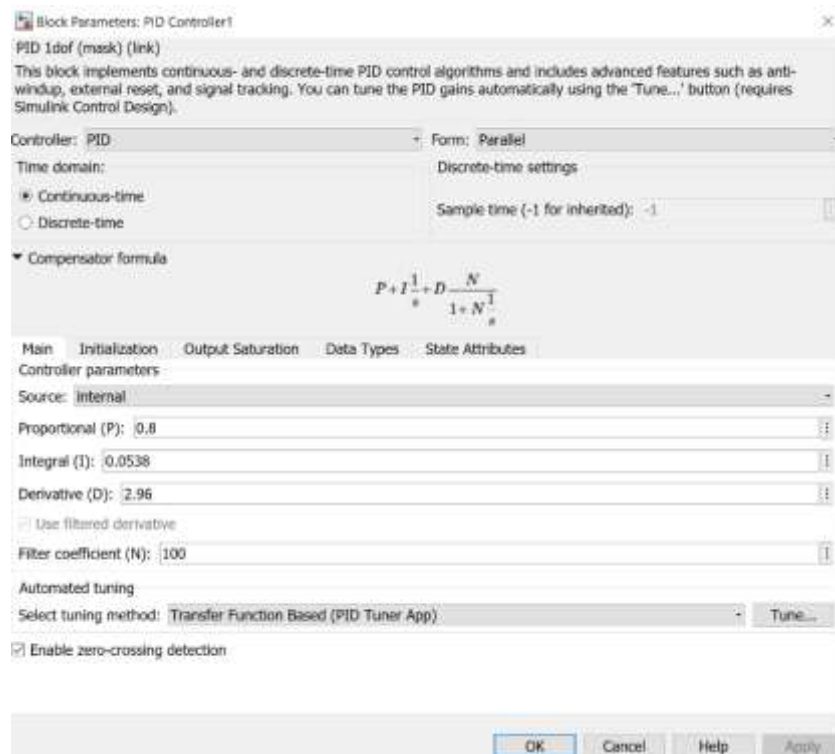 Block Parameters: PID Controller1
PID 1dof (mask) (link)
This block implements continuous- and discrete-time PID control algorithms and includes advanced features such as anti-
windup, external reset, and signal tracking. You can tune the PID gains automatically using the 'Tune...' button (requires
Simulink Control Design).
Controller: PID Form: Parallel
Time domain: Discrete-time settings
Continuous-time
Discrete-time
Sample time (-1 for inherited): -1
Compensator formula
P+I 1/s +D N/(1+N 1/s)
Main Initialization Output Saturation Data Types State Attributes
Controller parameters
Source: internal
Proportional (P): 0.8
Integral (I): 0.0538
Derivative (D): 2.96
Use filtered derivative
Filter coefficient (N): 100
Automated tuning
Select tuning method: Transfer Function Based (PID Tuner App) Tune...
Enable zero-crossing detection
OK Cancel Help Apply